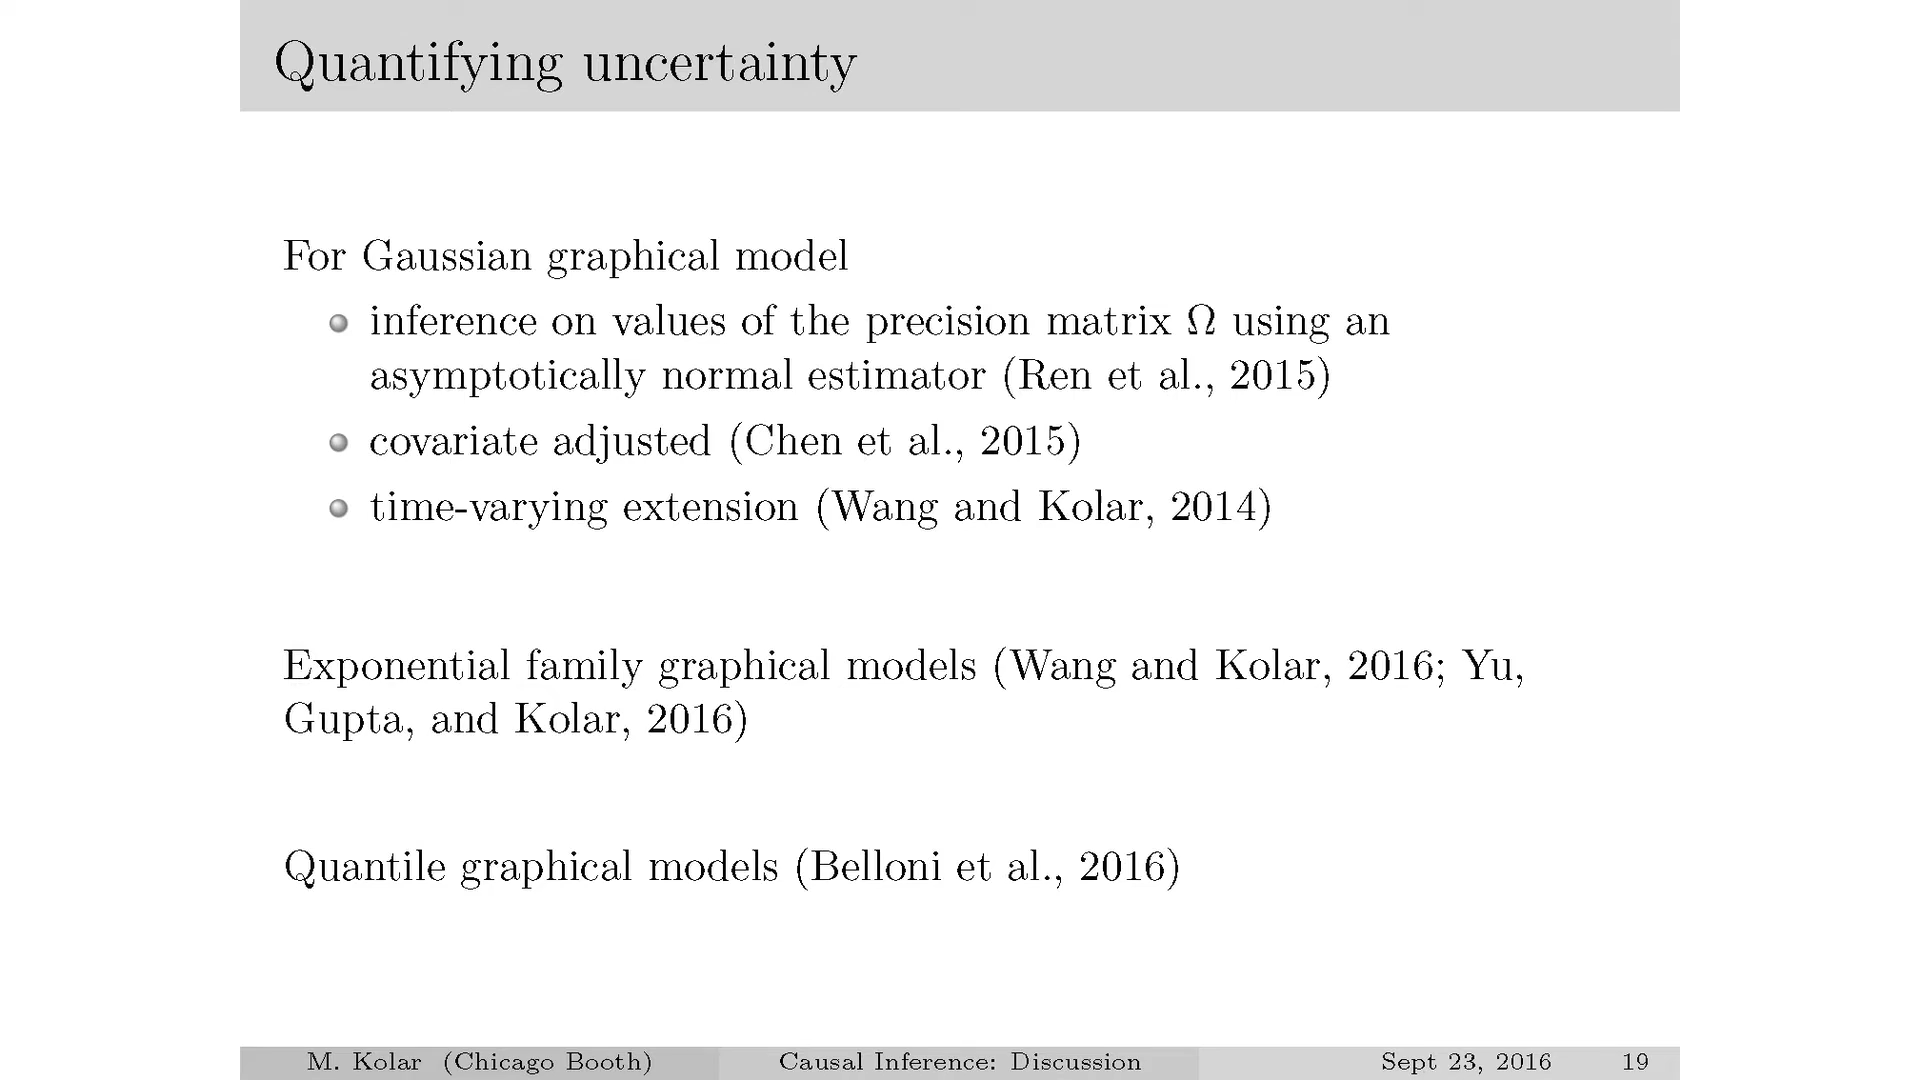 Quantifying uncertainty
For Gaussian graphical model
inference on values of the precision matrix Ω using an
asymptotically normal estimator (Ren et al., 2015)
covariate adjusted (Chen et al., 2015)
time-varying extension (Wang and Kolar, 2014)
Exponential family graphical models (Wang and Kolar, 2016; Yu,
Gupta, and Kolar, 2016)
Quantile graphical models (Belloni et al., 2016)
M. Kolar (Chicago Booth) Causal Inference: Discussion Sept 23, 2016 19